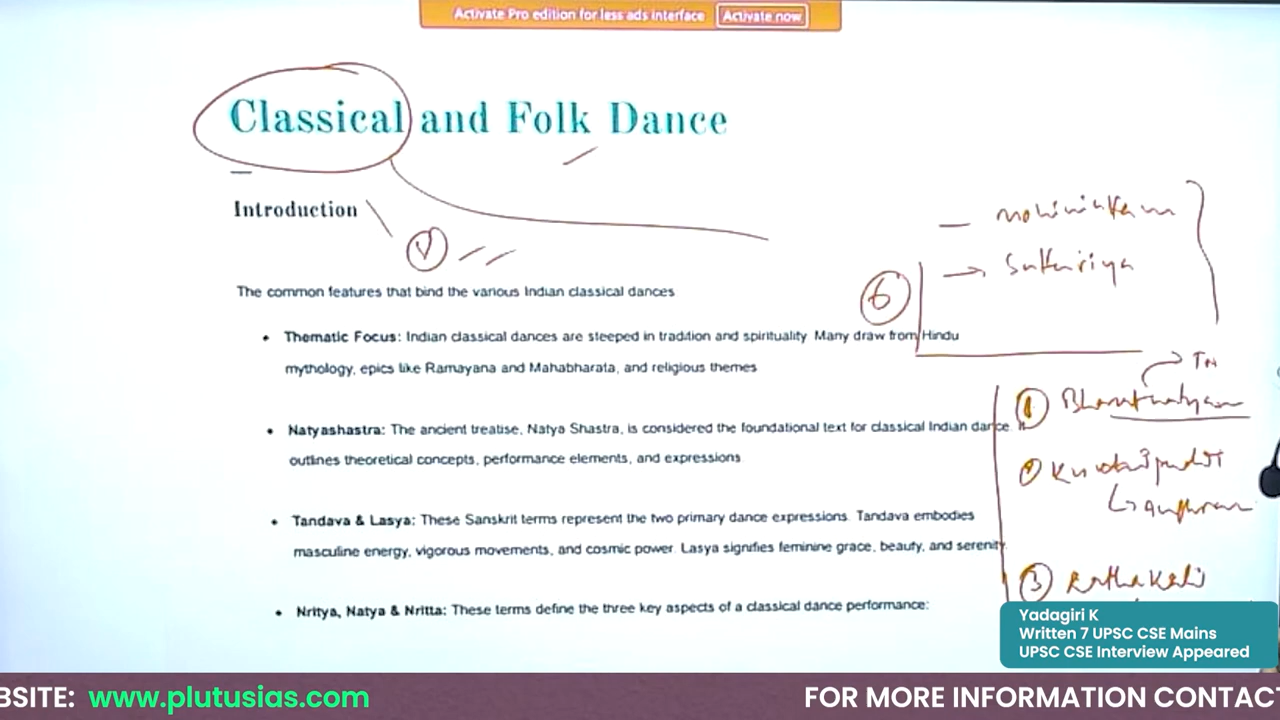 Activate Pro edition for less ads interface Activate now
Classical and Folk Dance
Introduction
The common features that bind the various Indian classical dances
• Thematic Focus: Indian classical dances are steeped in tradition and spirituality. Many draw from Hindu
mythology, epics like Ramayana and Mahabharata, and religious themes
• Natyashastra: The ancient treatise, Natya Shastra, is considered the foundational text for classical Indian dance. It
outlines theoretical concepts, performance elements, and expressions
• Tandava & Lasya: These Sanskrit terms represent the two primary dance expressions. Tandava embodies
masculine energy, vigorous movements, and cosmic power. Lasya signifies feminine grace, beauty, and serenity.
• Nritya, Natya & Nritta: These terms define the three key aspects of a classical dance performance:
6
TN
1
3 Kathakali
Yadagiri K
Written 7 UPSC CSE Mains
UPSC CSE Interview Appeared
BSITE: www.plutusias.com
FOR MORE INFORMATION CONTAC